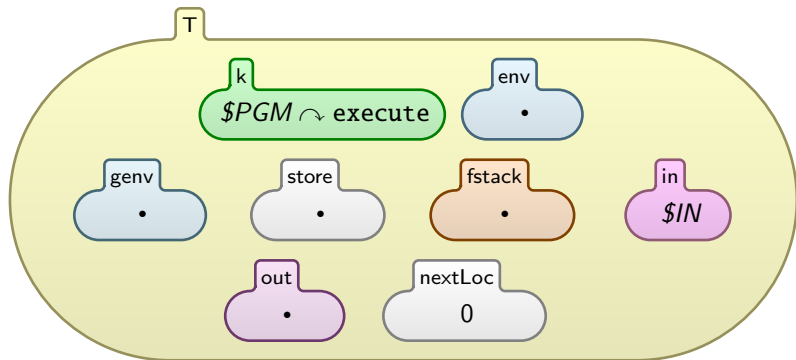 T
k
$PGM ↷ execute
env
•
genv
•
store
•
fstack
•
in
$IN
out
•
nextLoc
0